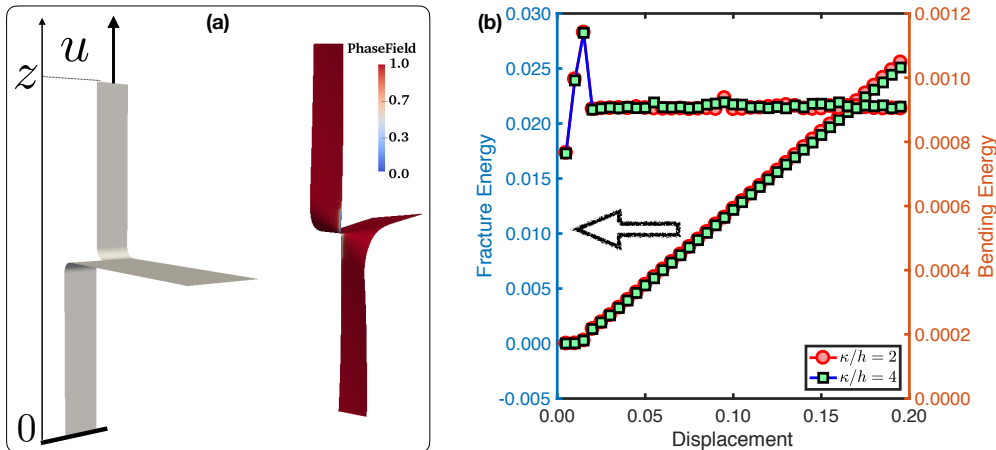 (a)
u
z
0
PhaseField
1.0
0.7
0.3
0.0
(b)
Fracture Energy
0.030
0.025
0.020
0.015
0.010
0.005
0.000
-0.005
0.00
0.05
0.10
0.15
0.20
Displacement
0.0012
0.0010
0.0008
0.0006
0.0004
0.0002
0.0000
Bending Energy
κ/h = 2
κ/h = 4